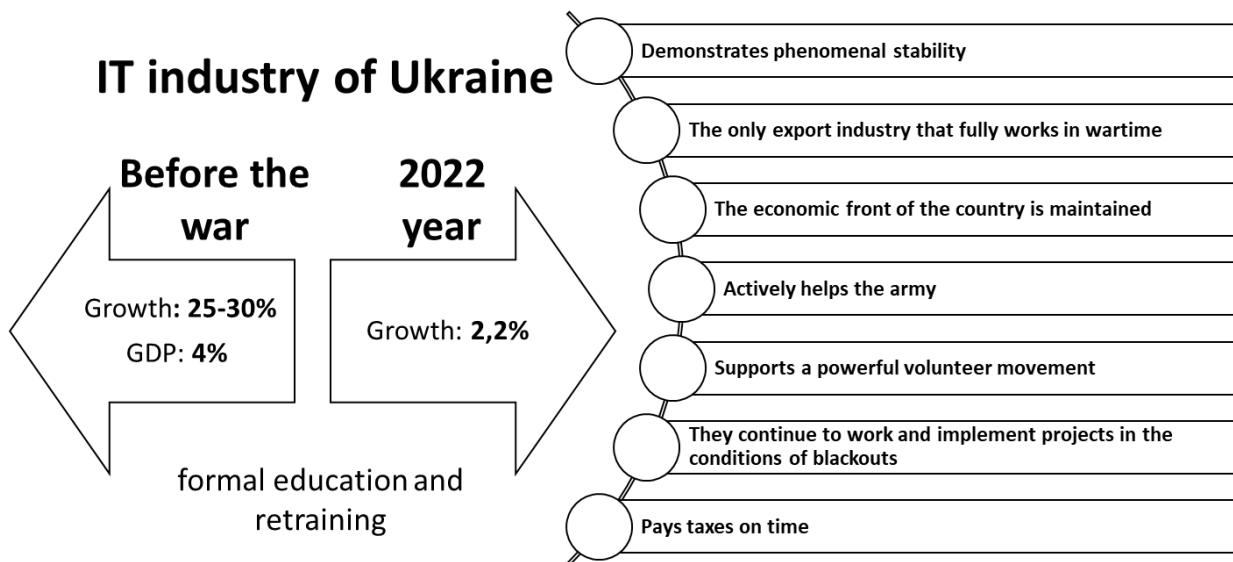 IT industry of Ukraine
Before the
war
2022
year
Growth: 25-30%
GDP: 4%
Growth: 2,2%
formal education and
retraining
Demonstrates phenomenal stability
The only export industry that fully works in wartime
The economic front of the country is maintained
Actively helps the army
Supports a powerful volunteer movement
They continue to work and implement projects in the
conditions of blackouts
Pays taxes on time